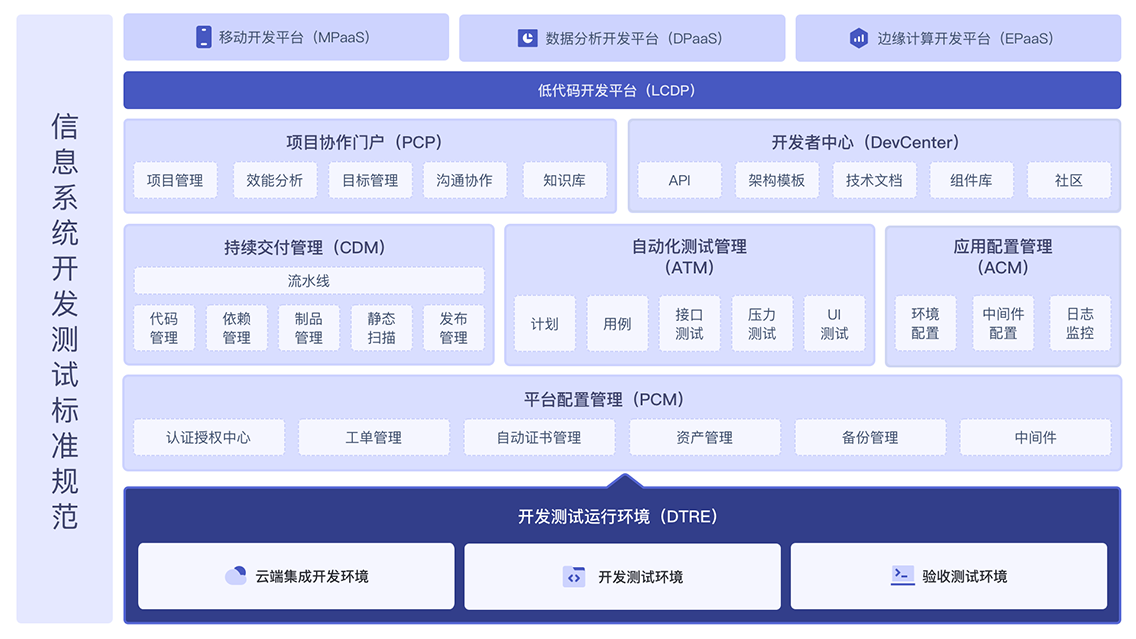 信息系统开发测试标准规范
移动开发平台（MPaaS）
数据分析开发平台（DPaaS）
边缘计算开发平台（EPaaS）
低代码开发平台（LCDP）
项目协作门户（PCP）
项目管理
效能分析
目标管理
沟通协作
知识库
开发者中心（DevCenter）
API
架构模板
技术文档
组件库
社区
持续交付管理（CDM）
流水线
代码
管理
依赖
管理
制品
管理
静态
扫描
发布
管理
自动化测试管理
（ATM）
计划
用例
接口
测试
压力
测试
UI
测试
应用配置管理
（ACM）
环境
配置
中间件
配置
日志
监控
平台配置管理（PCM）
认证授权中心
工单管理
自动证书管理
资产管理
备份管理
中间件
开发测试运行环境（DTRE）
云端集成开发环境
开发测试环境
验收测试环境